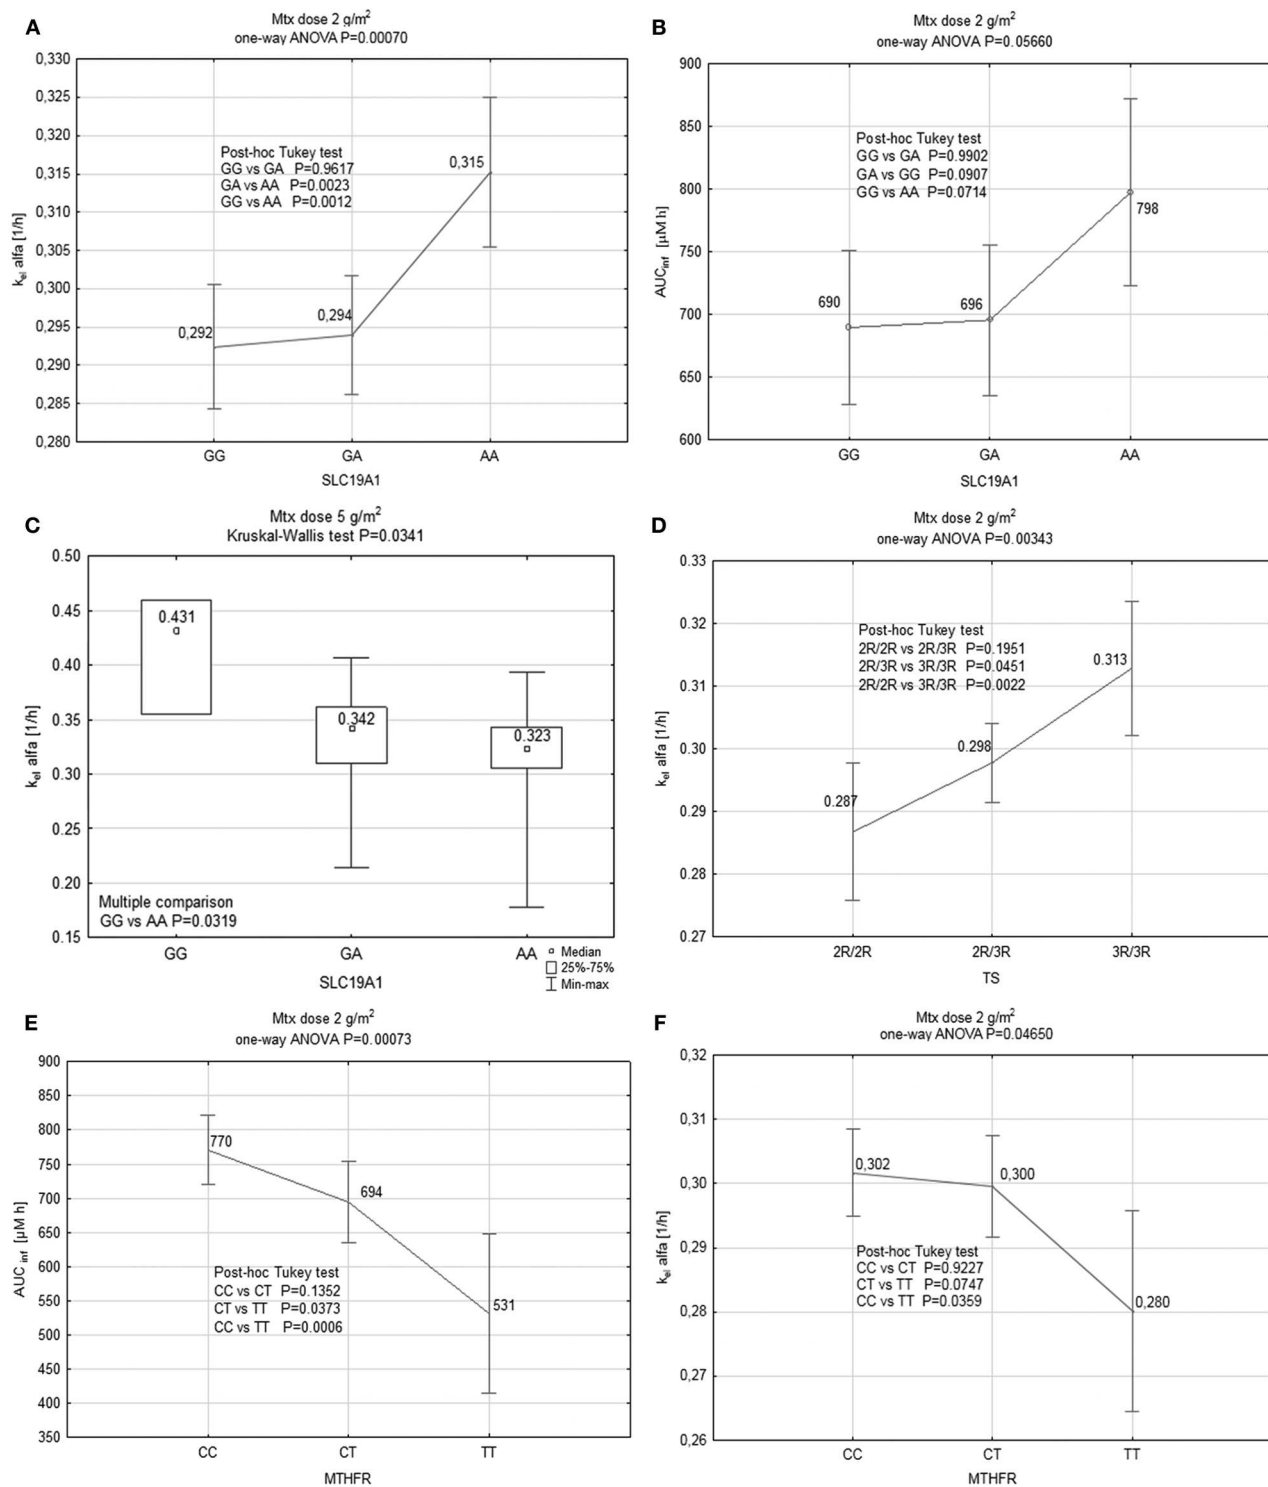 A
Mtx dose 2 g/m²
one-way ANOVA P=0.00070
0,330
0,325
0,320
0,315
0,310
0,305
0,300
0,295
0,290
0,285
0,280
kel alfa [1/h]
Post-hoc Tukey test
GG vs GA P=0.9617
GA vs AA P=0.0023
GG vs AA P=0.0012
0,292
0,294
0,315
GG GA AA
SLC19A1
B
Mtx dose 2 g/m²
one-way ANOVA P=0.05660
900
850
800
750
700
650
600
AUCinf [µM h]
Post-hoc Tukey test
GG vs GA P=0.9902
GA vs GG P=0.0907
GG vs AA P=0.0714
690
696
798
GG GA AA
SLC19A1
C
Mtx dose 5 g/m²
Kruskal-Wallis test P=0.0341
0.50
0.45
0.40
0.35
0.30
0.25
0.20
0.15
kel alfa [1/h]
0.431
0.342
0.323
Multiple comparison
GG vs AA P=0.0319
GG GA AA
SLC19A1
Median
25%-75%
Min-max
D
Mtx dose 2 g/m²
one-way ANOVA P=0.00343
0.33
0.32
0.31
0.30
0.29
0.28
0.27
kel alfa [1/h]
Post-hoc Tukey test
2R/2R vs 2R/3R P=0.1951
2R/3R vs 3R/3R P=0.0451
2R/2R vs 3R/3R P=0.0022
0.287
0.298
0.313
2R/2R 2R/3R 3R/3R
TS
E
Mtx dose 2 g/m²
one-way ANOVA P=0.00073
900
850
800
750
700
650
600
550
500
450
400
350
AUC inf [µM h]
770
694
531
Post-hoc Tukey test
CC vs CT P=0.1352
CT vs TT P=0.0373
CC vs TT P=0.0006
CC CT TT
MTHFR
F
Mtx dose 2 g/m²
one-way ANOVA P=0.04650
0,32
0,31
0,30
0,29
0,28
0,27
0,26
kel alfa [1/h]
0,302
0,300
0,280
Post-hoc Tukey test
CC vs CT P=0.9227
CT vs TT P=0.0747
CC vs TT P=0.0359
CC CT TT
MTHFR